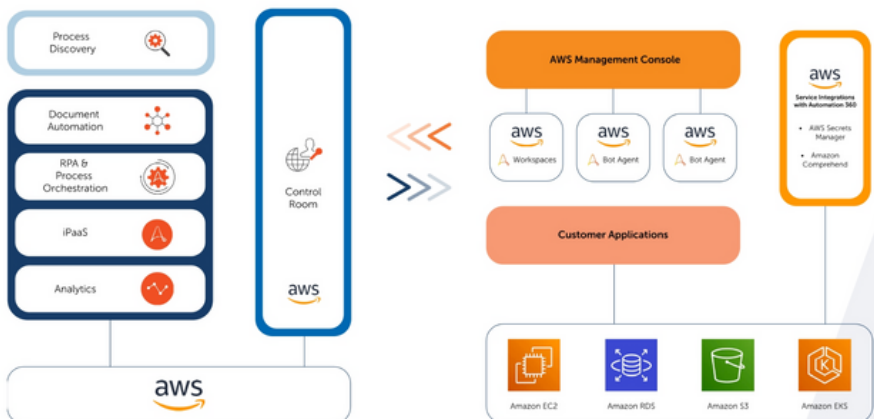 Process
Discovery
Document
Automation
RPA &
Process
Orchestration
iPaaS
Analytics
Control
Room
aws
aws
AWS Management Console
aws
Workspaces
aws
Bot Agent
aws
Bot Agent
Customer Applications
aws
Service Integrations
with Automation 360
• AWS Secrets
Manager
• Amazon
Comprehend
Amazon EC2
Amazon RDS
Amazon S3
Amazon EKS